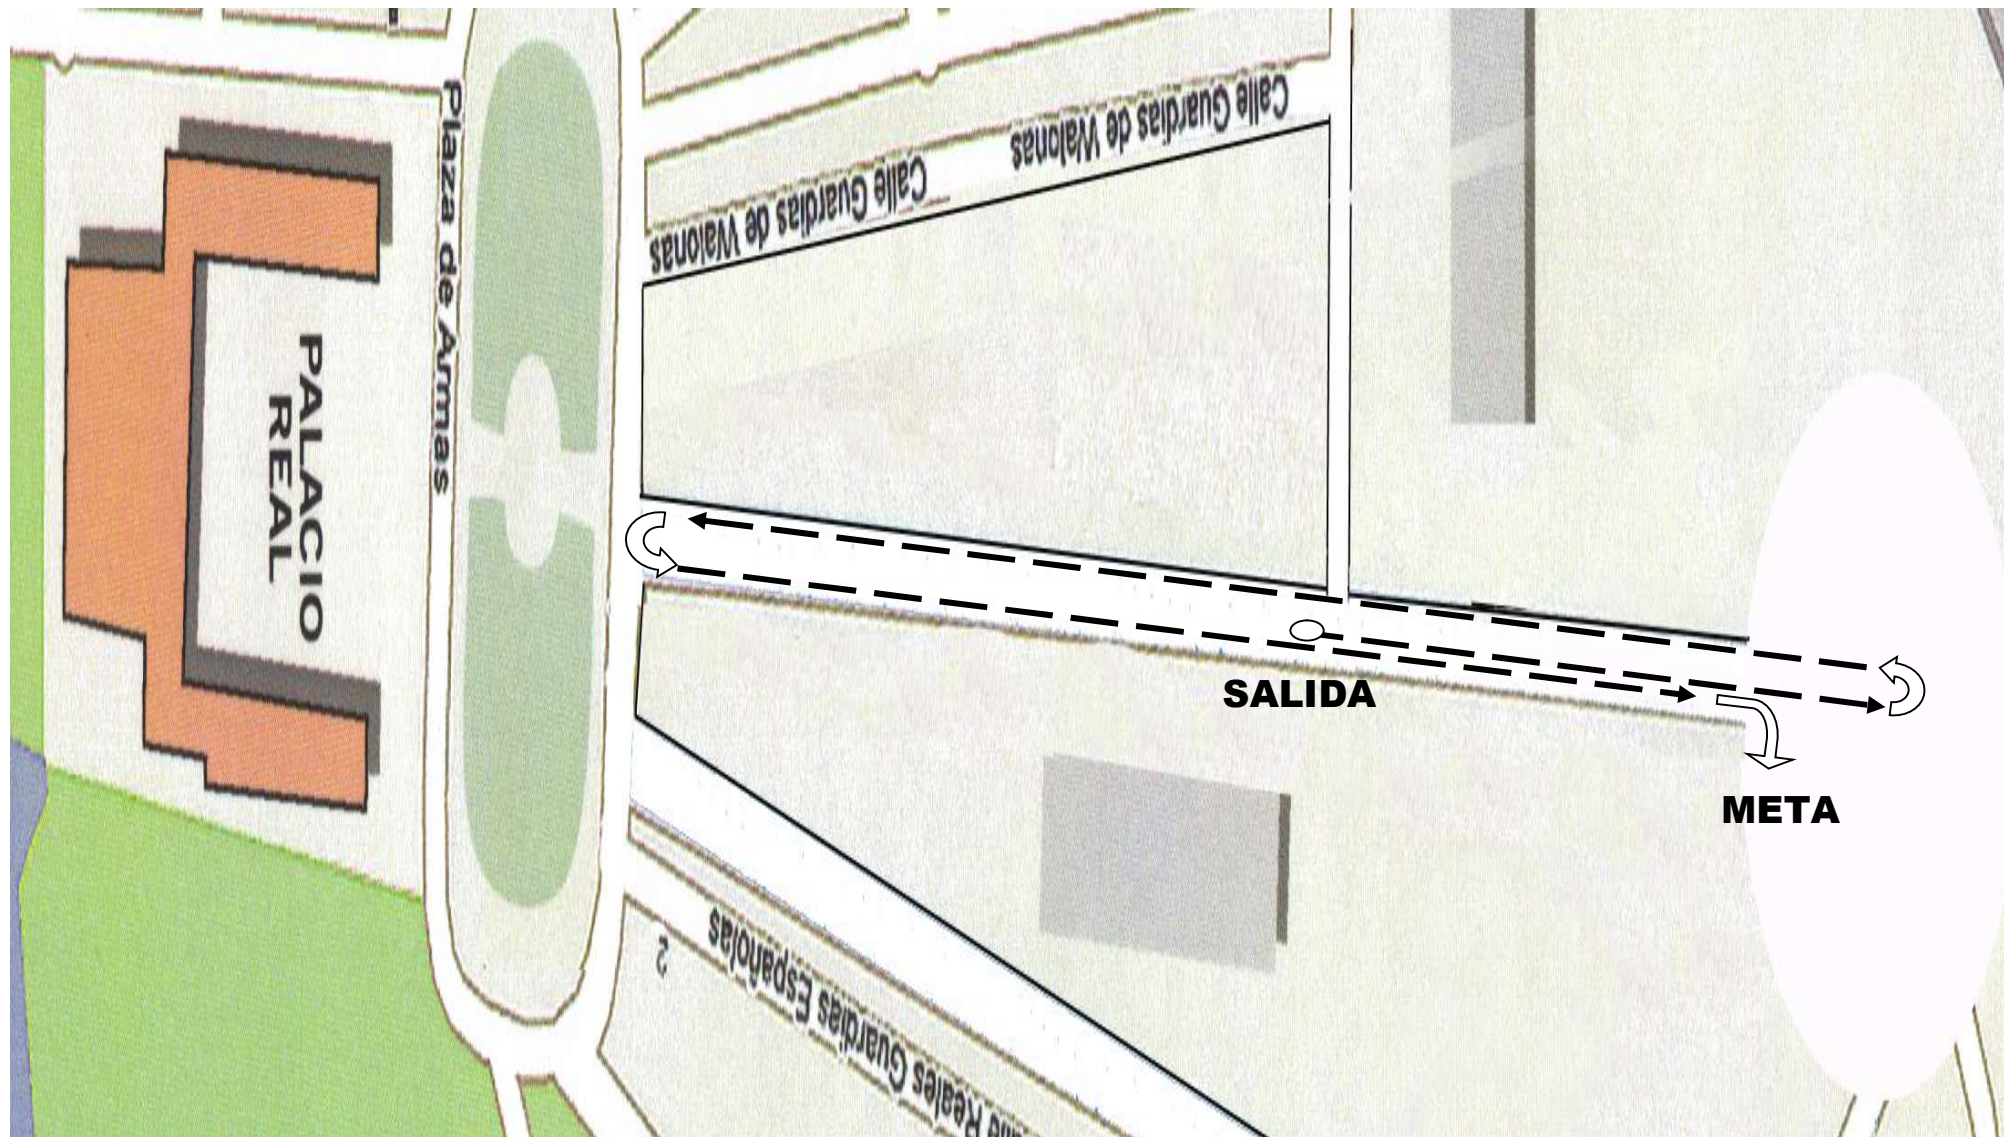 Plaza de Armas
PALACIO
REAL
Calle Guardias de Walonas
Calle Guardias de Walonas
SALIDA
META
2
Reales Guardias Españolas